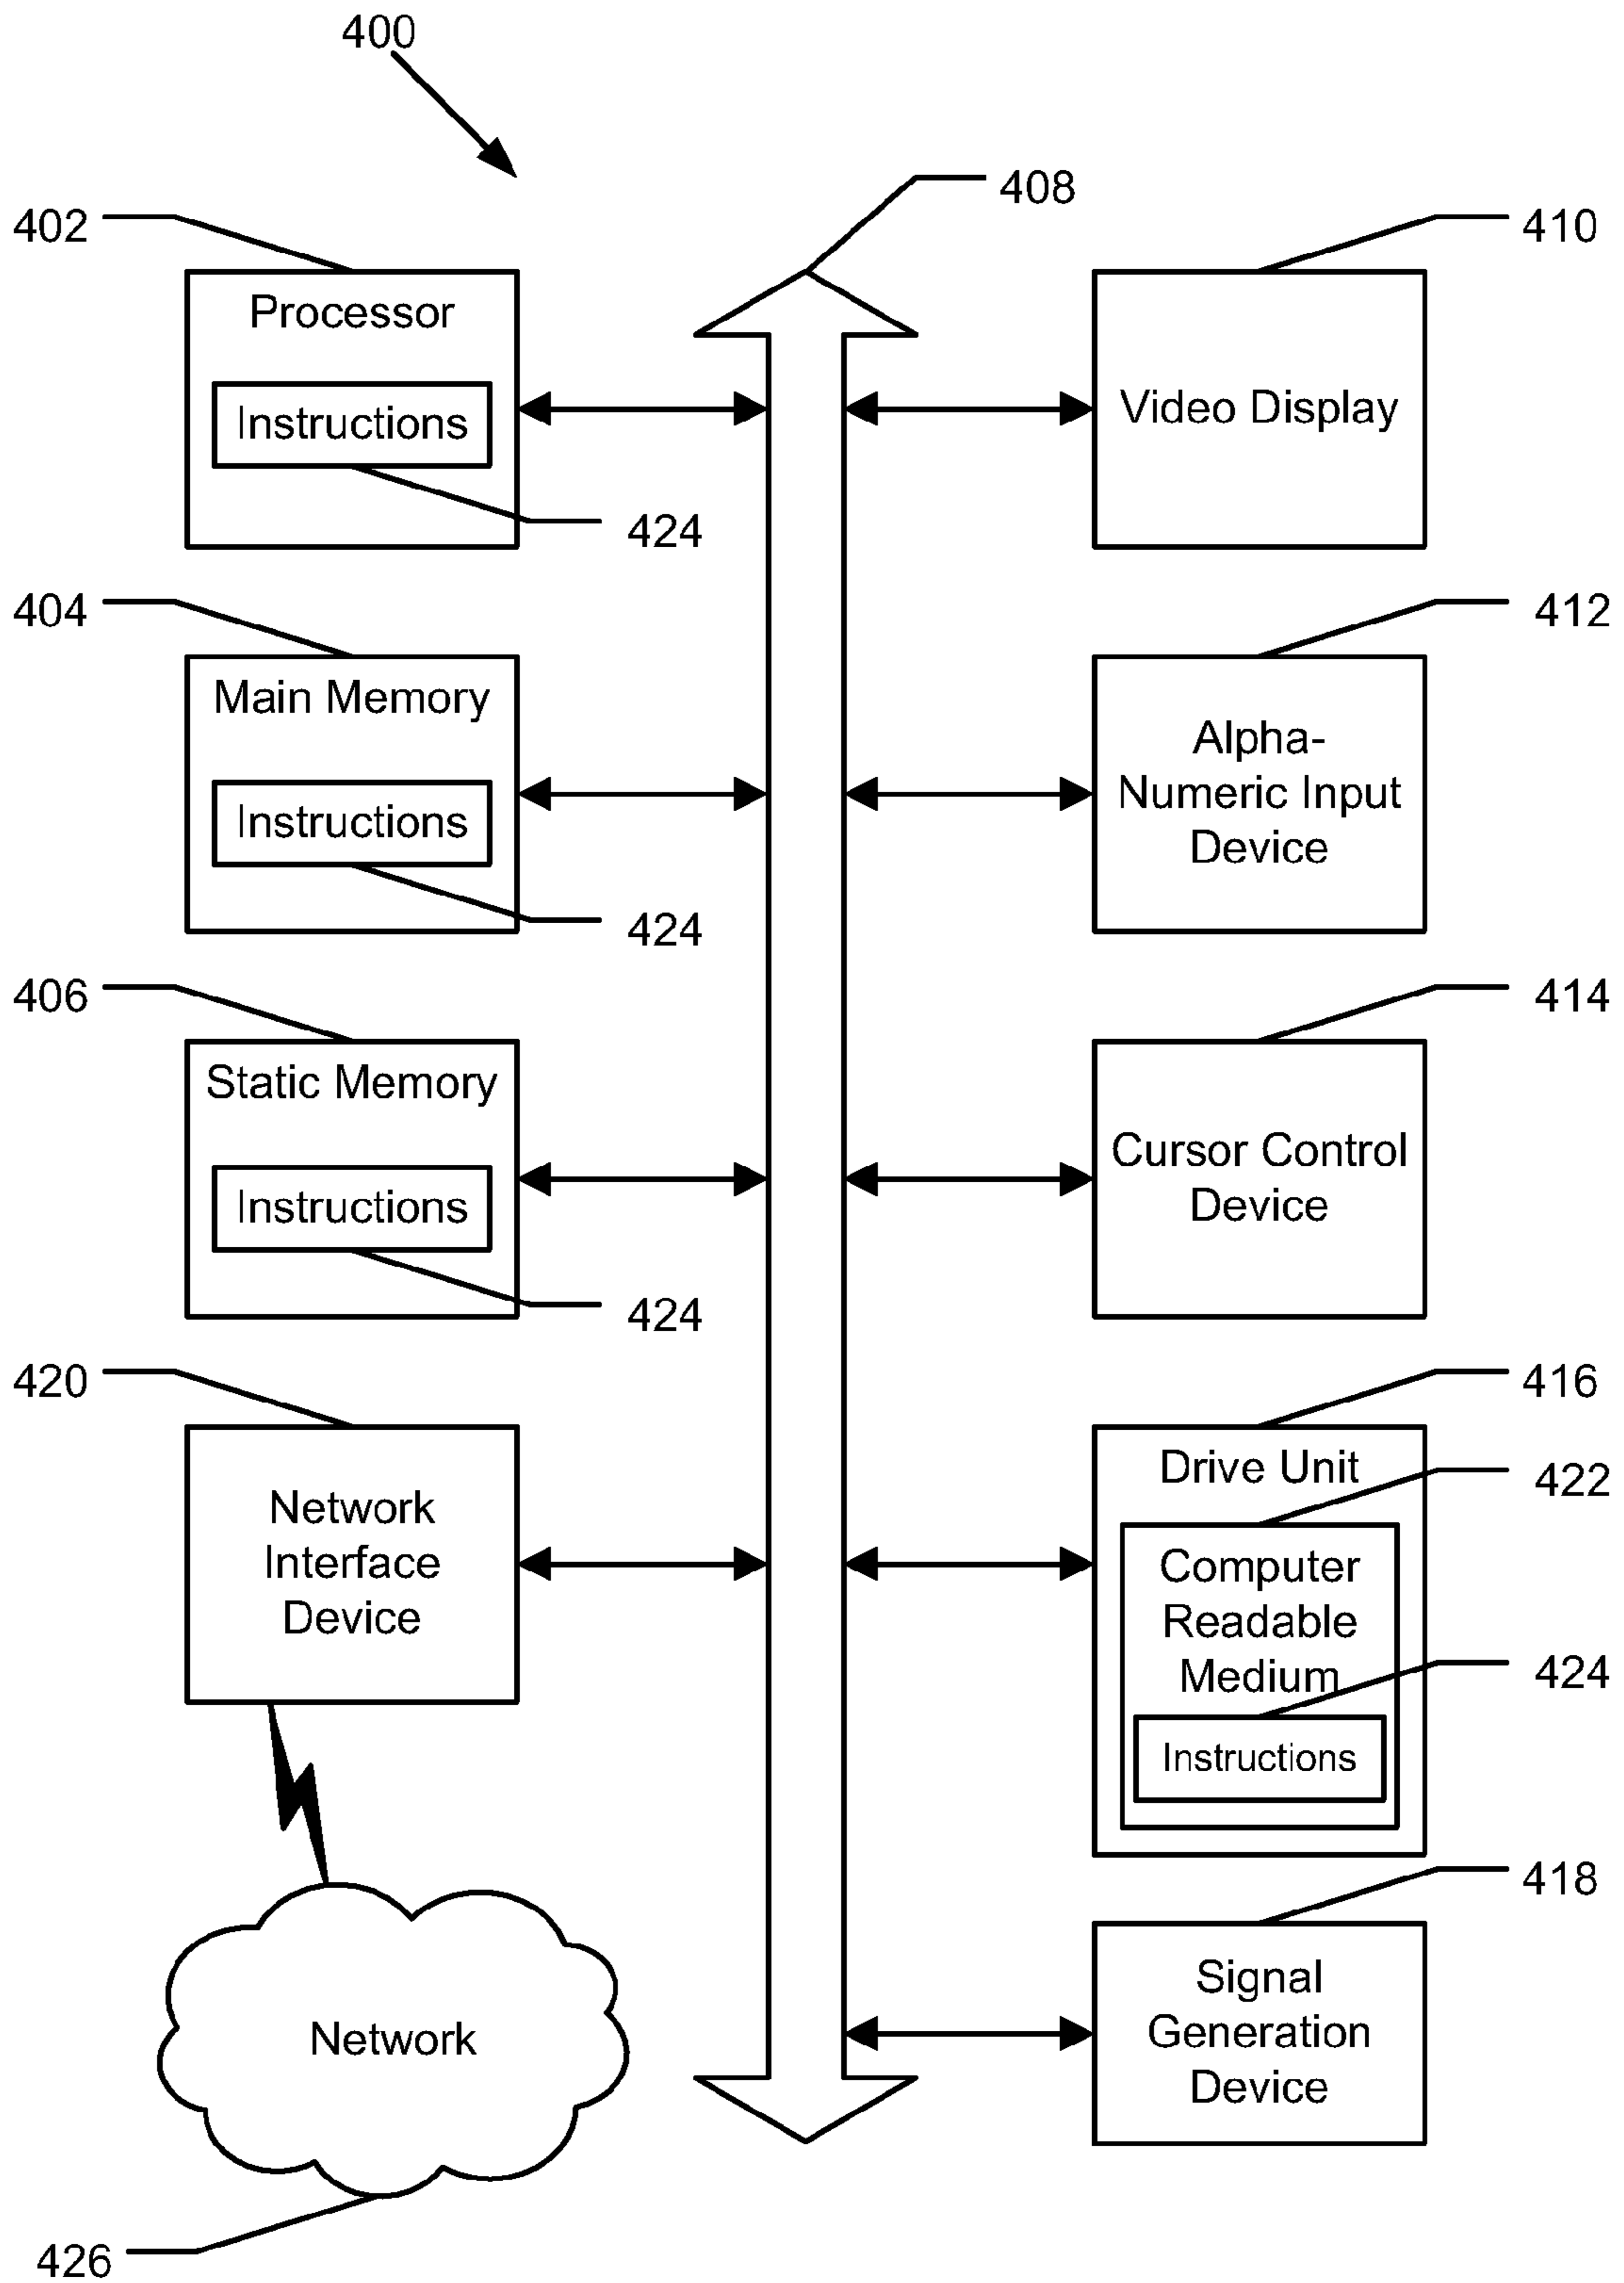 400
408
402
410
Processor
Instructions
424
Video Display
404
412
Main Memory
Instructions
424
Alpha-
Numeric Input
Device
406
414
Static Memory
Instructions
424
Cursor Control
Device
420
416
Network
Interface
Device
Drive Unit
422
Computer
Readable
Medium
424
Instructions
418
Network
Signal
Generation
Device
426